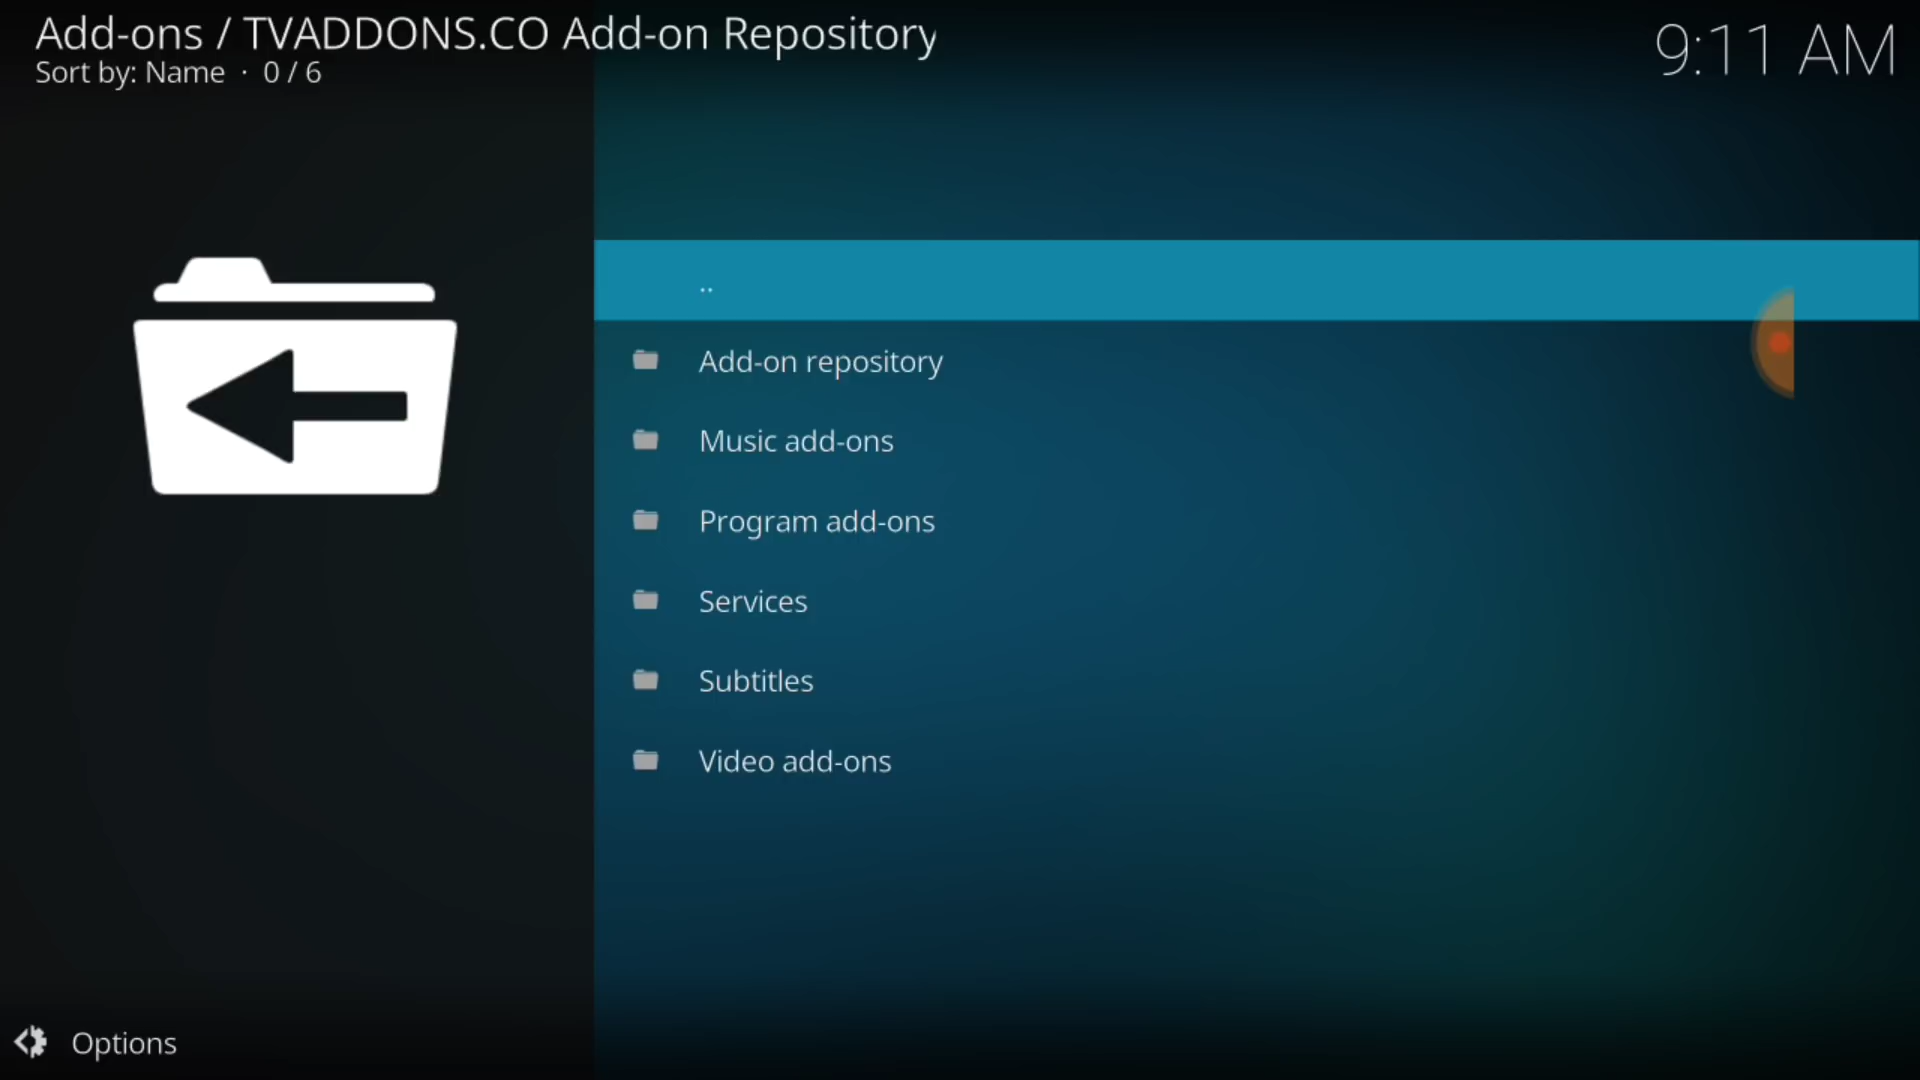 Add-ons / TVADDONS.CO Add-on Repository
Sort by: Name · 0 / 6
9:11 AM
..
Add-on repository
Music add-ons
Program add-ons
Services
Subtitles
Video add-ons
Options